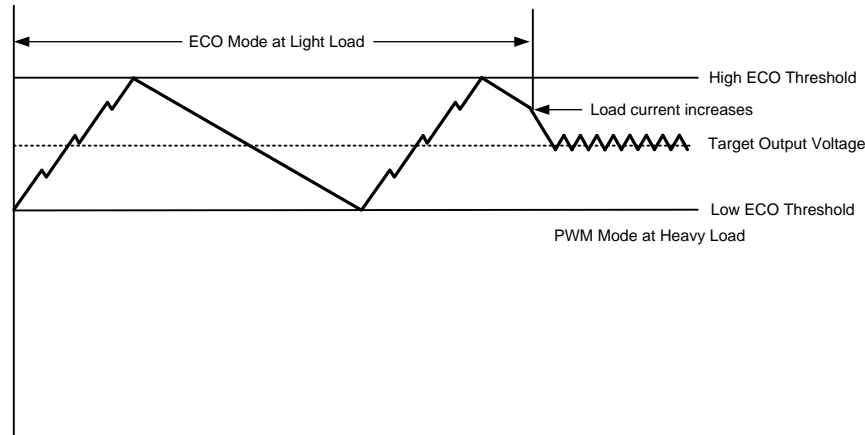 ECO Mode at Light Load
High ECO Threshold
Load current increases
Target Output Voltage
Low ECO Threshold
PWM Mode at Heavy Load